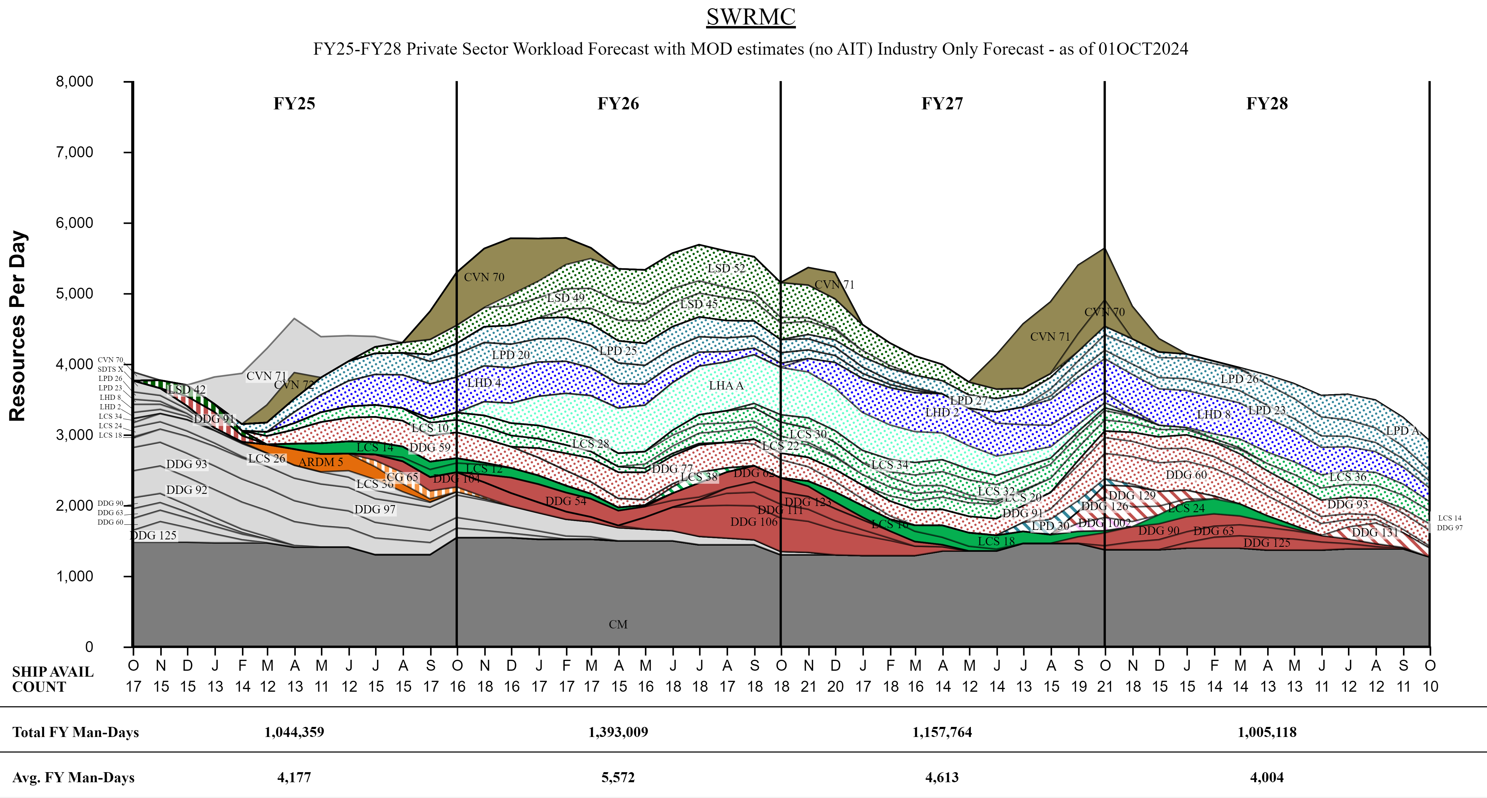 SWRMC
FY25-FY28 Private Sector Workload Forecast with MOD estimates (no AIT) Industry Only Forecast - as of 01OCT2024
Resources Per Day
8,000
7,000
6,000
5,000
4,000
3,000
2,000
1,000
0
FY25
FY26
FY27
FY28
CVN 70
SDTS X
LPD 26
LPD 23
LHD 8
LHD 2
LCS 34
LCS 24
LCS 18
DDG 90
DDG 63
DDG 60
LSD 42
DDG 91
CVN 71
CVN 72
DDG 93
DDG 92
DDG 125
LCS 26
ARDM 5
LCS 14
LCS 10
DDG 59
CG 65
DDG 97
CVN 70
LHD 4
LPD 20
LSD 49
LPD 25
LSD 45
LSD 52
LHA A
LCS 28
LCS 12
DDG 54
DDG 77
LCS 38
LCS 22
DDG 106
DDG 111
DDG 123
CM
CVN 71
LCS 30
LCS 34
LCS 16
LHD 2
LPD 27
LCS 32
LCS 20
DDG 91
LCS 18
LPD 30
CVN 71
CVN 70
DDG 129
DDG 126
DDG 1002
DDG 60
LCS 24
DDG 90
DDG 63
DDG 125
LHD 8
LPD 26
LPD 23
LPD A
LCS 36
DDG 93
DDG 131
LCS 14
DDG 97
O N D J F M A M J J A S O N D J F M A M J J A S O N D J F M A M J J A S O N D J F M A M J J A S O
SHIP AVAIL
COUNT
17 15 15 13 12 12 13 11 12 15 15 17 16 18 16 17 17 17 15 16 18 18 17 18 18 21 20 17 18 16 14 12 14 13 15 19 21 18 15 15 14 14 13 13 11 12 12 11 10
Total FY Man-Days 1,044,359 1,393,009 1,157,764 1,005,118
Avg. FY Man-Days 4,177 5,572 4,613 4,004